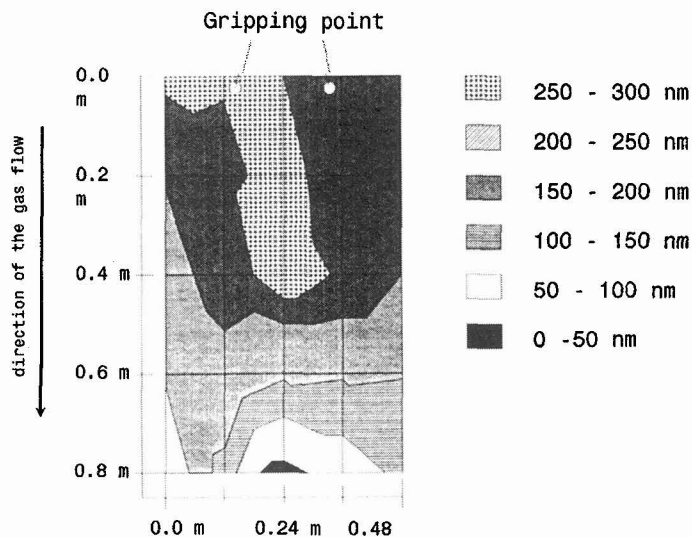 Gripping point
0.0
m
0.2
m
0.4 m
0.6 m
0.8 m
direction of the gas flow
0.0 m 0.24 m 0.48
250 - 300 nm
200 - 250 nm
150 - 200 nm
100 - 150 nm
50 - 100 nm
0 -50 nm